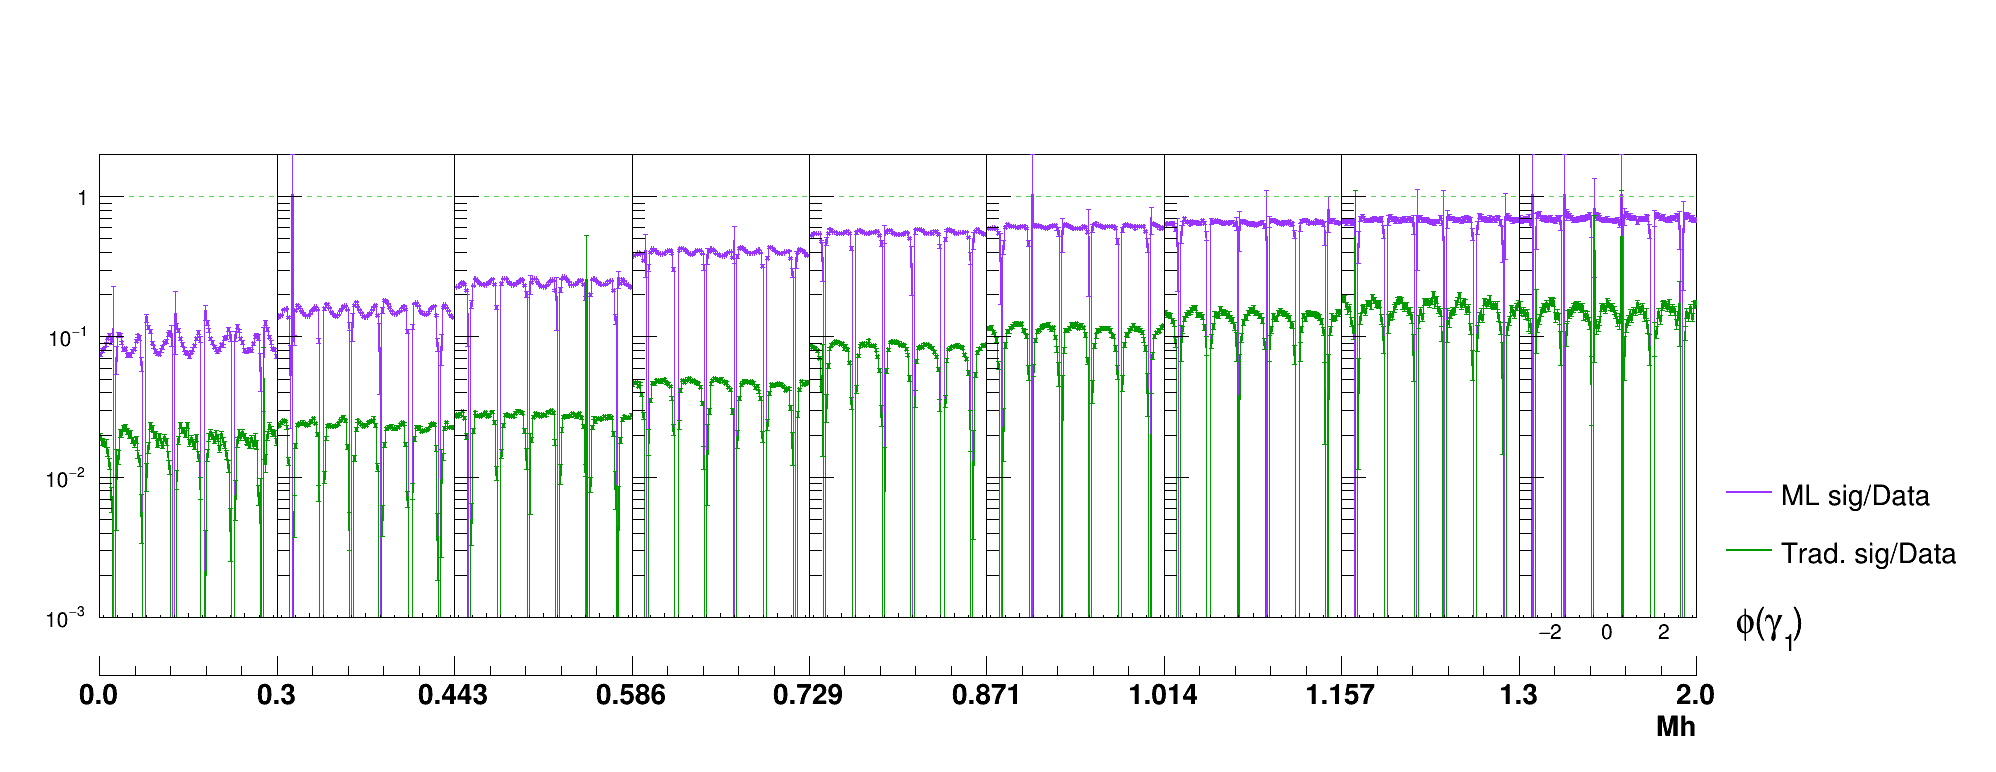 1
10⁻¹
10⁻²
10⁻³
ML sig/Data
Trad. sig/Data
−2 0 2
ϕ(γ₁)
0.0 0.3 0.443 0.586 0.729 0.871 1.014 1.157 1.3 2.0
Mh